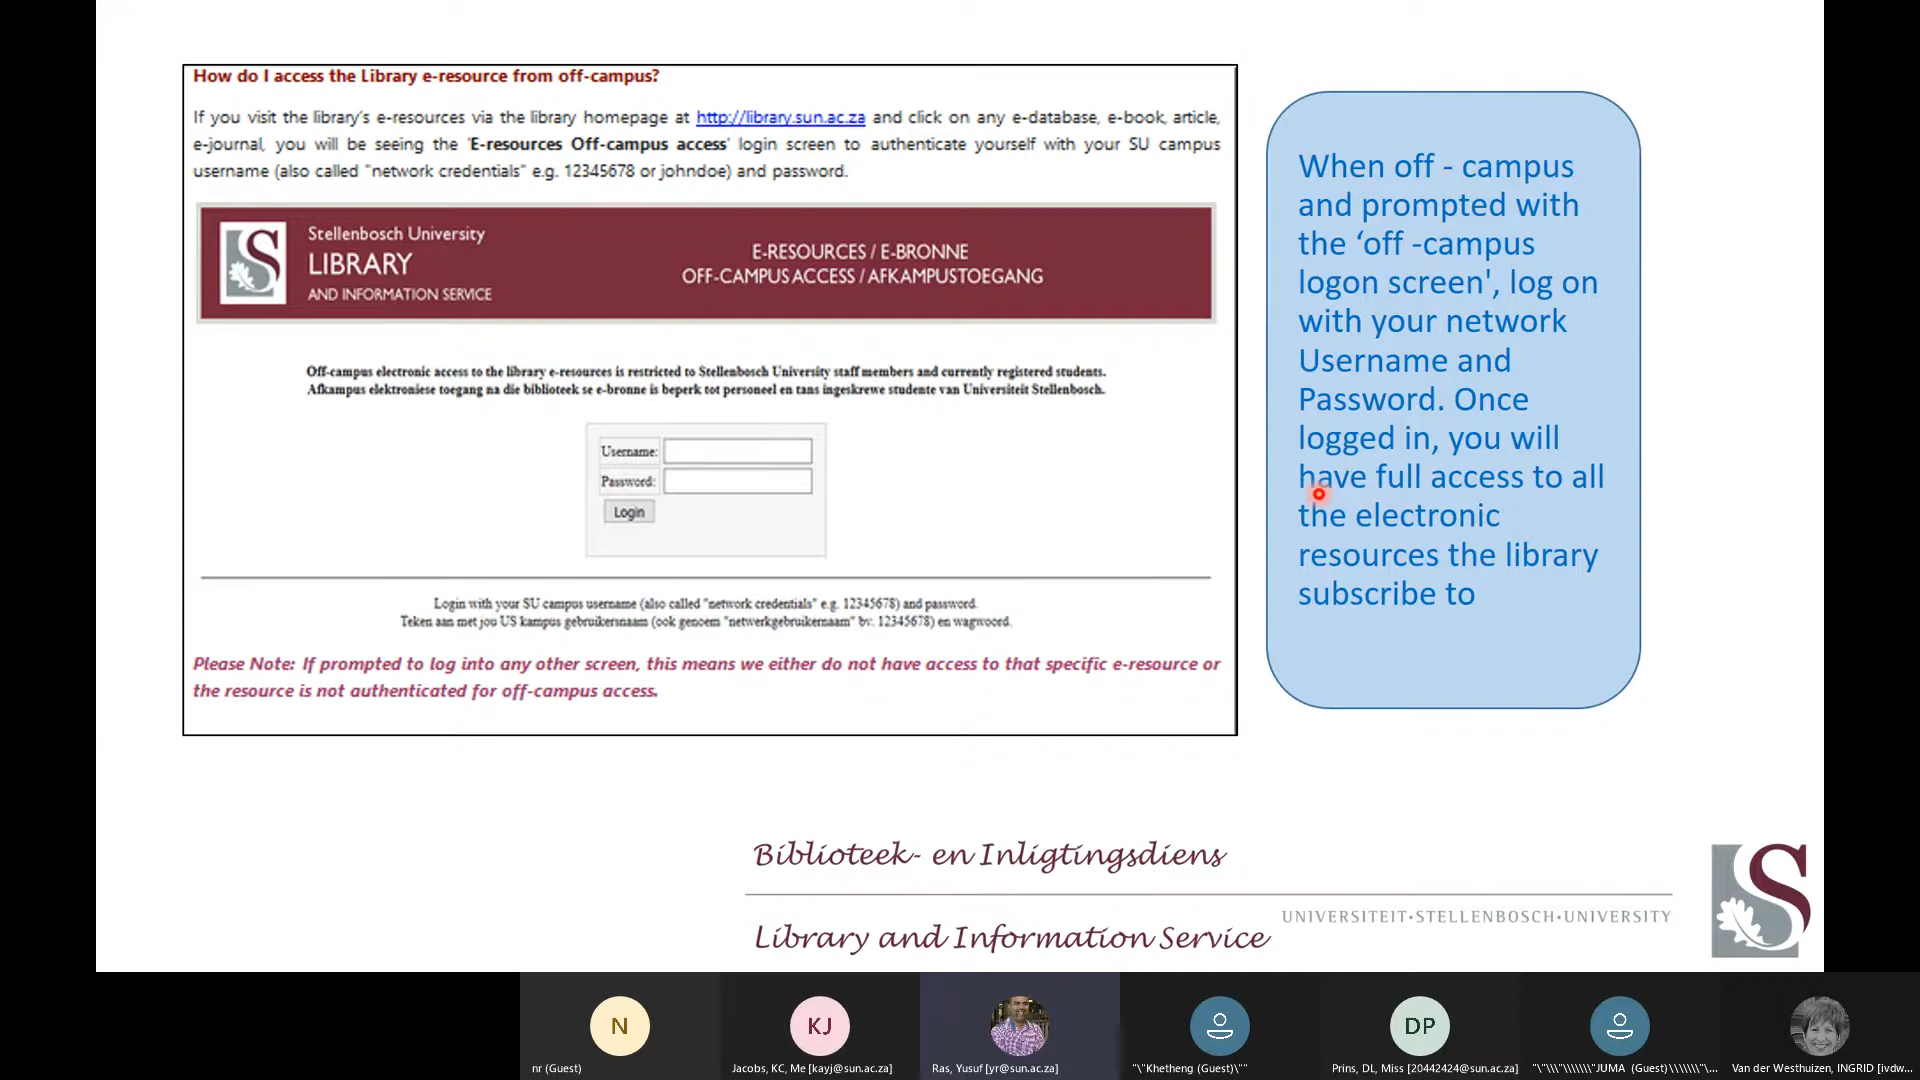 How do I access the Library e-resource from off-campus?
If you visit the library's e-resources via the library homepage at http://library.sun.ac.za and click on any e-database, e-book, article,
e-journal, you will be seeing the 'E-resources Off-campus access' login screen to authenticate yourself with your SU campus
username (also called "network credentials" e.g. 12345678 or johndoe) and password.
Stellenbosch University
LIBRARY
AND INFORMATION SERVICE
E-RESOURCES / E-BRONNE
OFF-CAMPUS ACCESS / AFKAMPUSTOEGANG
Off-campus electronic access to the library e-resources is restricted to Stellenbosch University staff members and currently registered students.
Afkampus elektroniese toegang na die biblioteek se e-bronne is beperk tot personeel en tans ingeskrewe studente van Universiteit Stellenbosch.
Username:
Password:
Login
Login with your SU campus username (also called "network credentials" e.g. 12345678) and password.
Teken aan met jou US kampus gebruikersnaam (ook genoem "netwerkgebruikernaam" bv. 12345678) en wagwoord.
Please Note: If prompted to log into any other screen, this means we either do not have access to that specific e-resource or
the resource is not authenticated for off-campus access.
When off - campus
and prompted with
the ‘off -campus
logon screen', log on
with your network
Username and
Password. Once
logged in, you will
have full access to all
the electronic
resources the library
subscribe to
Biblioteek- en Inligtingsdiens
Library and Information Service
UNIVERSITEIT•STELLENBOSCH•UNIVERSITY
N
nr (Guest)
KJ
Jacobs, KC, Me [kayj@sun.ac.za]
Ras, Yusuf [yr@sun.ac.za]
"\"Khetheng (Guest)\""
DP
Prins, DL, Miss [20442424@sun.ac.za]
"\"\\\"\\\\\\\"JUMA (Guest)\\\\\\\"\...
Van der Westhuizen, INGRID [ivdw...